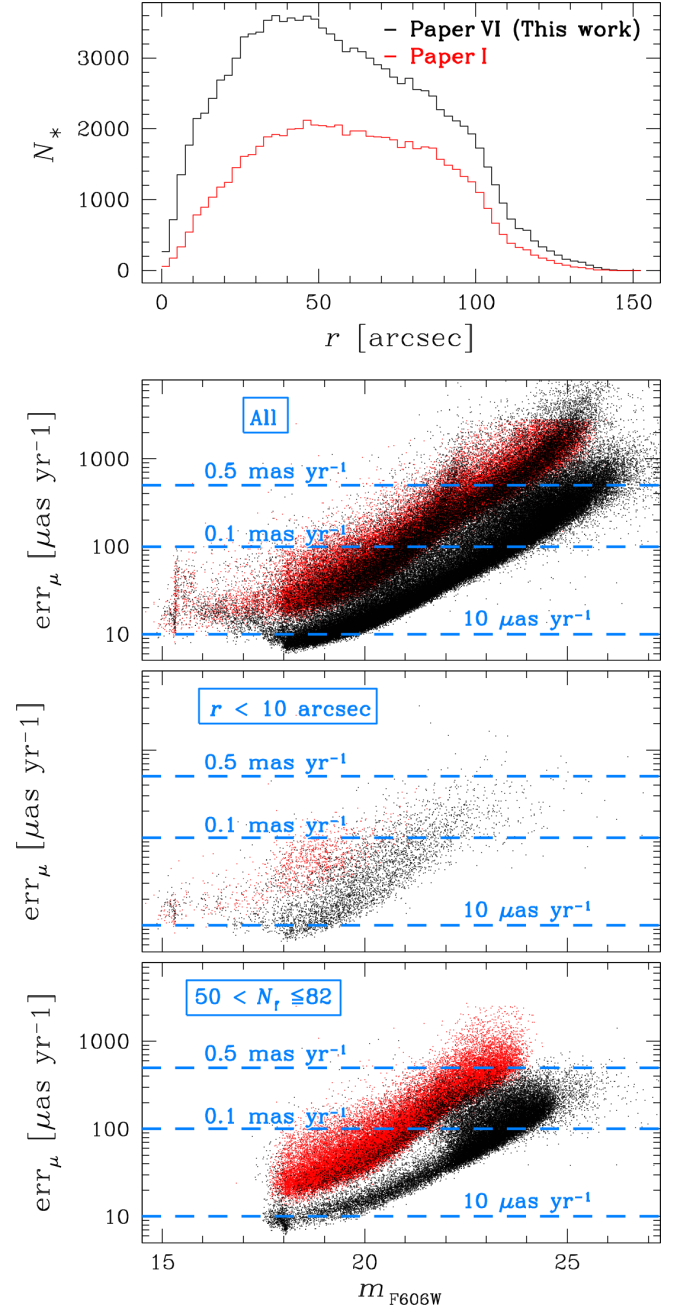 Paper VI (This work)
Paper I
3000
2000
1000
0
N*
0 50 100 150
r [arcsec]
All
1000
0.5 mas yr⁻¹
0.1 mas yr⁻¹
100
10 μas yr⁻¹
10
err_μ [μas yr−1]
r < 10 arcsec
0.5 mas yr⁻¹
0.1 mas yr⁻¹
10 μas yr⁻¹
err_μ [μas yr−1]
50 < N_f ≦82
1000
0.5 mas yr⁻¹
0.1 mas yr⁻¹
100
10 μas yr⁻¹
10
err_μ [μas yr−1]
15 20 25
m_F606W